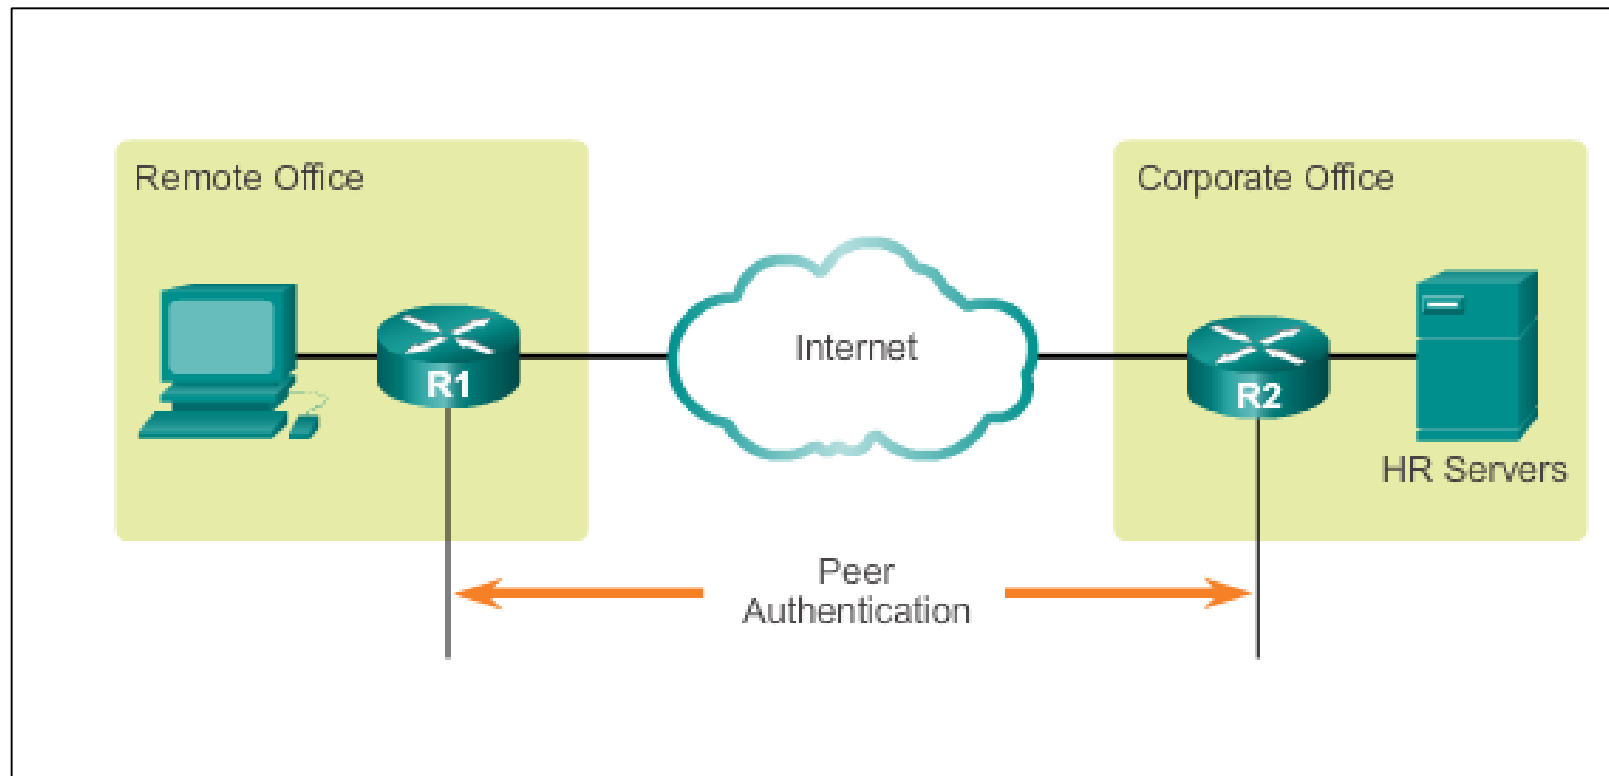 Remote Office
Corporate Office
Internet
R1
R2
HR Servers
Peer
Authentication